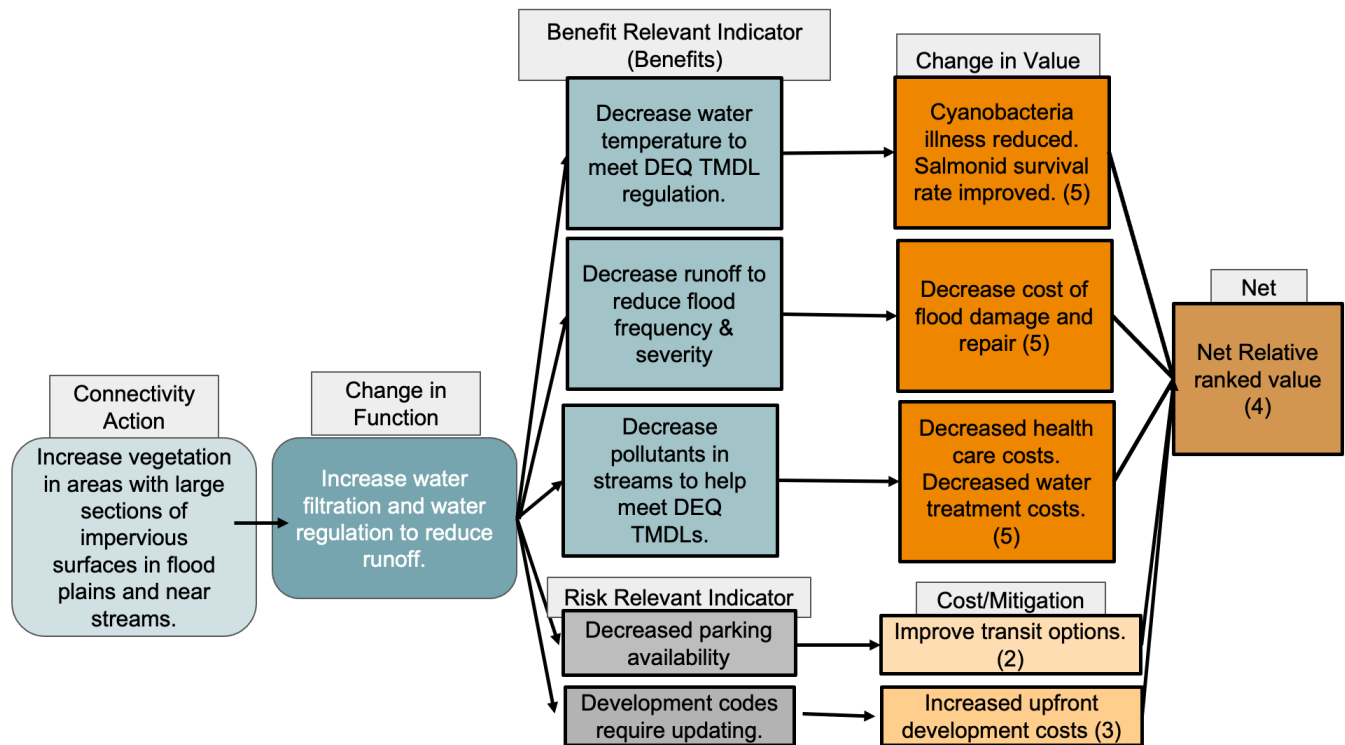 Benefit Relevant Indicator
(Benefits)
Change in Value
Decrease water
temperature to
meet DEQ TMDL
regulation.
Cyanobacteria
illness reduced.
Salmonid survival
rate improved. (5)
Decrease runoff to
reduce flood
frequency &
severity
Decrease cost of
flood damage and
repair (5)
Net
Net Relative
ranked value
(4)
Connectivity
Action
Change in
Function
Increase vegetation
in areas with large
sections of
impervious
surfaces in flood
plains and near
streams.
Increase water
filtration and water
regulation to reduce
runoff.
Decrease
pollutants in
streams to help
meet DEQ
TMDLs.
Decreased health
care costs.
Decreased water
treatment costs.
(5)
Risk Relevant Indicator
Cost/Mitigation
Decreased parking
availability
Improve transit options.
(2)
Development codes
require updating.
Increased upfront
development costs (3)